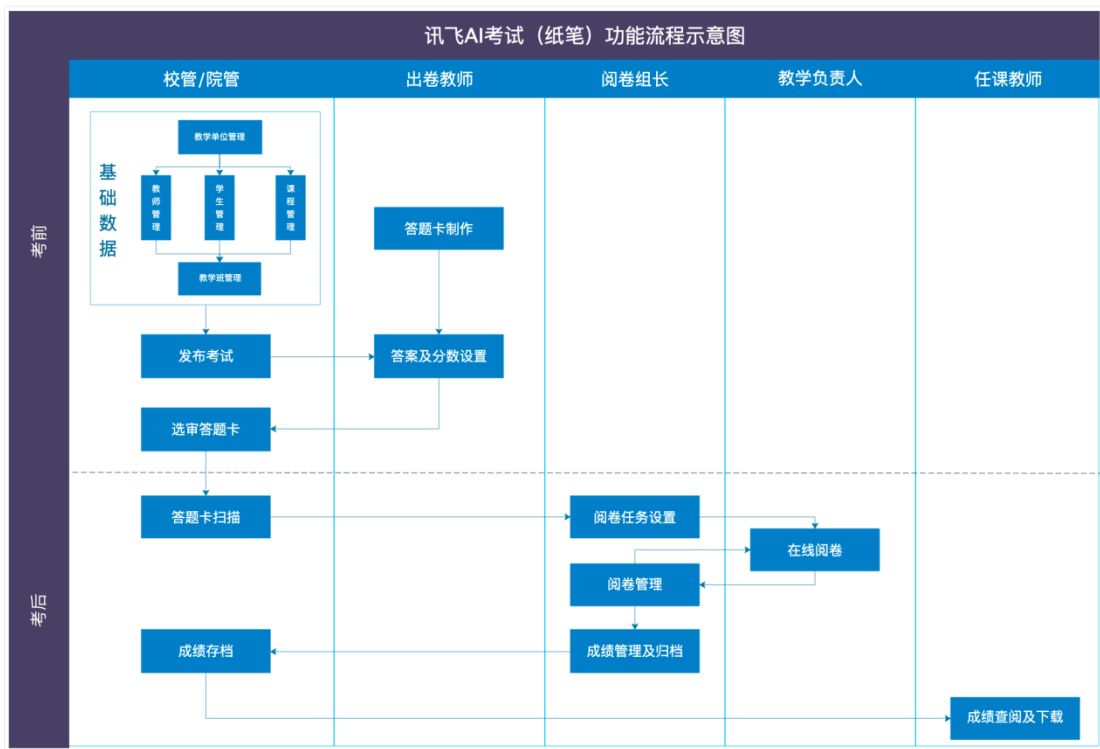 讯飞AI考试（纸笔）功能流程示意图
校管/院管
出卷教师
阅卷组长
教学负责人
任课教师
考前
基础数据
教学单位管理
教师管理
学生管理
课程管理
教学班管理
答题卡制作
发布考试
答案及分数设置
选审答题卡
考后
答题卡扫描
阅卷任务设置
在线阅卷
阅卷管理
成绩存档
成绩管理及归档
成绩查阅及下载